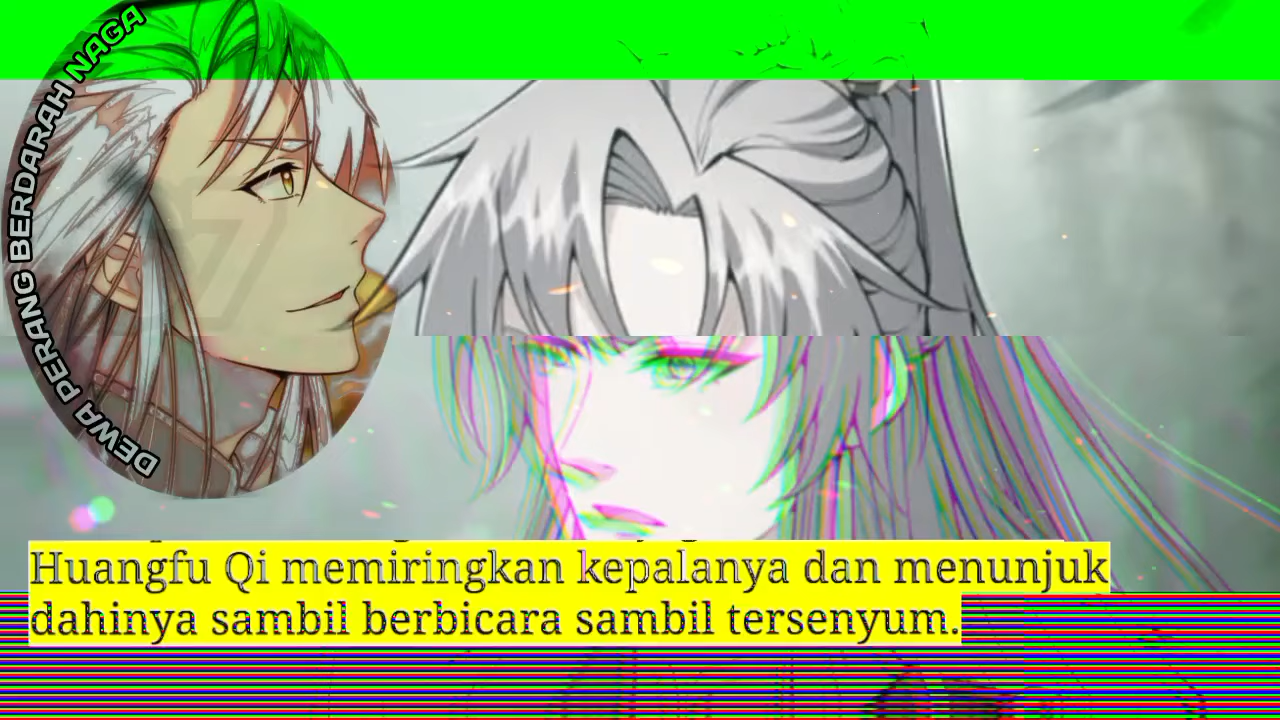 DEWA PERANG BERDARAH NAGA
Huangfu Qi memiringkan kepalanya dan menunjuk
dahinya sambil berbicara sambil tersenyum.